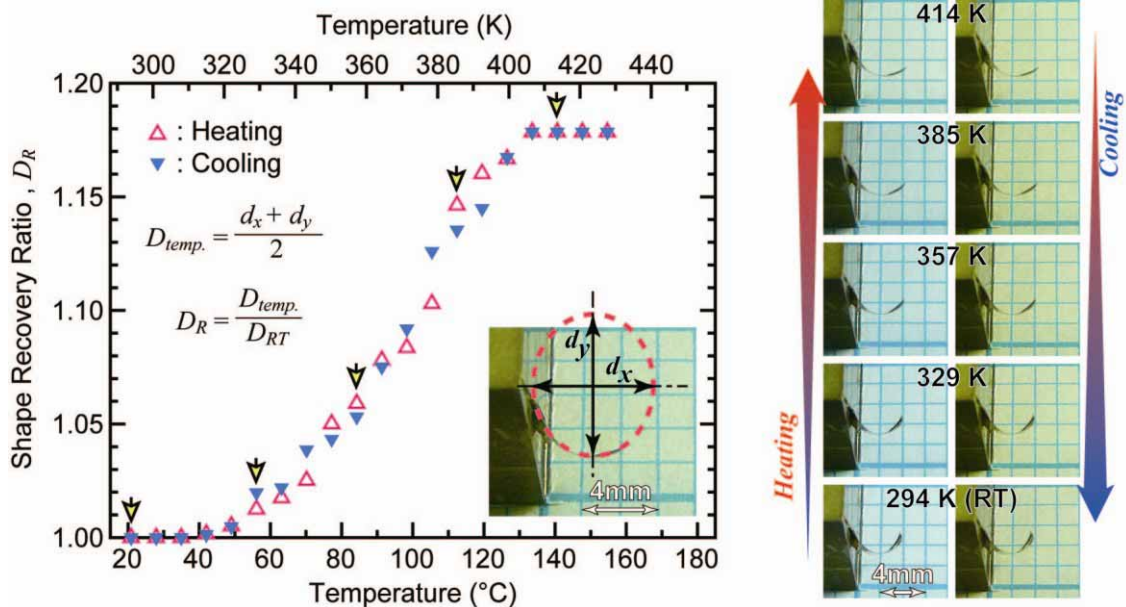 Temperature (K)
300 320 340 360 380 400 420 440
1.20
1.15
1.10
1.05
1.00
Shape Recovery Ratio , D_R
△ : Heating
▼ : Cooling
D_temp. = (d_x + d_y) / 2
D_R = D_temp. / D_RT
d_y
d_x
4mm
20 40 60 80 100 120 140 160 180
Temperature (°C)
Heating
414 K
385 K
357 K
329 K
294 K (RT)
4mm
Cooling